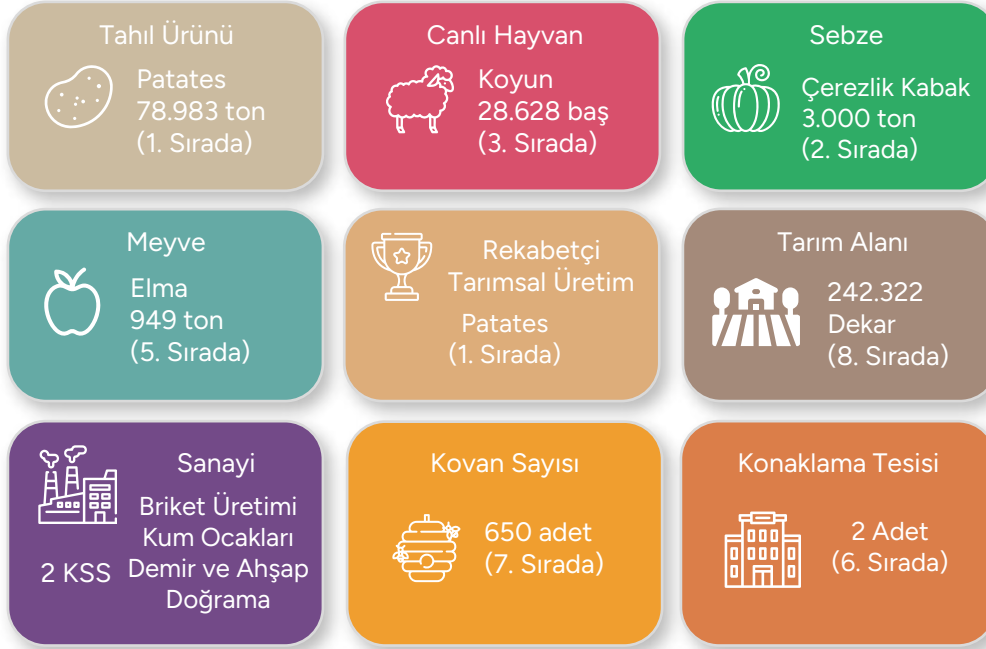 Tahıl Ürünü
Patates
78.983 ton
(1. Sırada)
Canlı Hayvan
Koyun
28.628 baş
(3. Sırada)
Sebze
Çerezlik Kabak
3.000 ton
(2. Sırada)
Meyve
Elma
949 ton
(5. Sırada)
Rekabetçi
Tarımsal Üretim
Patates
(1. Sırada)
Tarım Alanı
242.322
Dekar
(8. Sırada)
Sanayi
Briket Üretimi
Kum Ocakları
2 KSS
Demir ve Ahşap
Doğrama
Kovan Sayısı
650 adet
(7. Sırada)
Konaklama Tesisi
2 Adet
(6. Sırada)